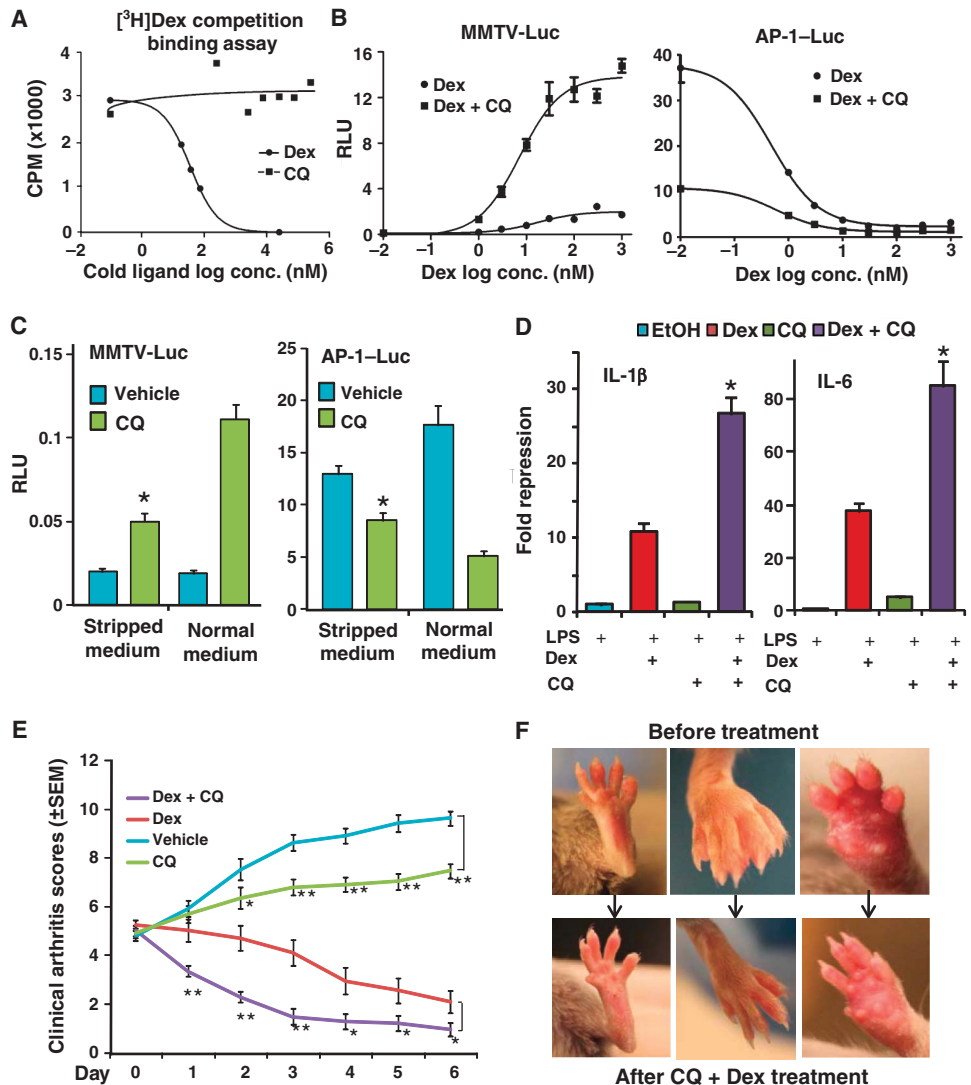 A
[³H]Dex competition
binding assay
CPM (x1000)
4
3
2
1
0
Dex
CQ
−2 0 2 4 6
Cold ligand log conc. (nM)
B
MMTV-Luc
RLU
16
12
8
4
0
Dex
Dex + CQ
−2 −1 0 1 2 3
Dex log conc. (nM)
AP-1–Luc
40
30
20
10
0
Dex
Dex + CQ
−2 −1 0 1 2 3
Dex log conc. (nM)
C
MMTV-Luc
RLU
0.15
0.1
0.05
0
Vehicle
CQ
*
Stripped
medium
Normal
medium
AP-1–Luc
25
20
15
10
5
0
Vehicle
CQ
*
Stripped
medium
Normal
medium
D
EtOH Dex CQ Dex + CQ
Fold repression
IL-1β
30
20
10
0
*
LPS + + + +
Dex + +
CQ + +
IL-6
80
60
40
20
0
*
LPS + + + +
Dex + +
CQ + +
E
Clinical arthritis scores (±SEM)
12
10
8
6
4
2
0
Dex + CQ
Dex
Vehicle
CQ
* ** ** ** **
** ** ** * * *
Day 0 1 2 3 4 5 6
F
Before treatment
After CQ + Dex treatment